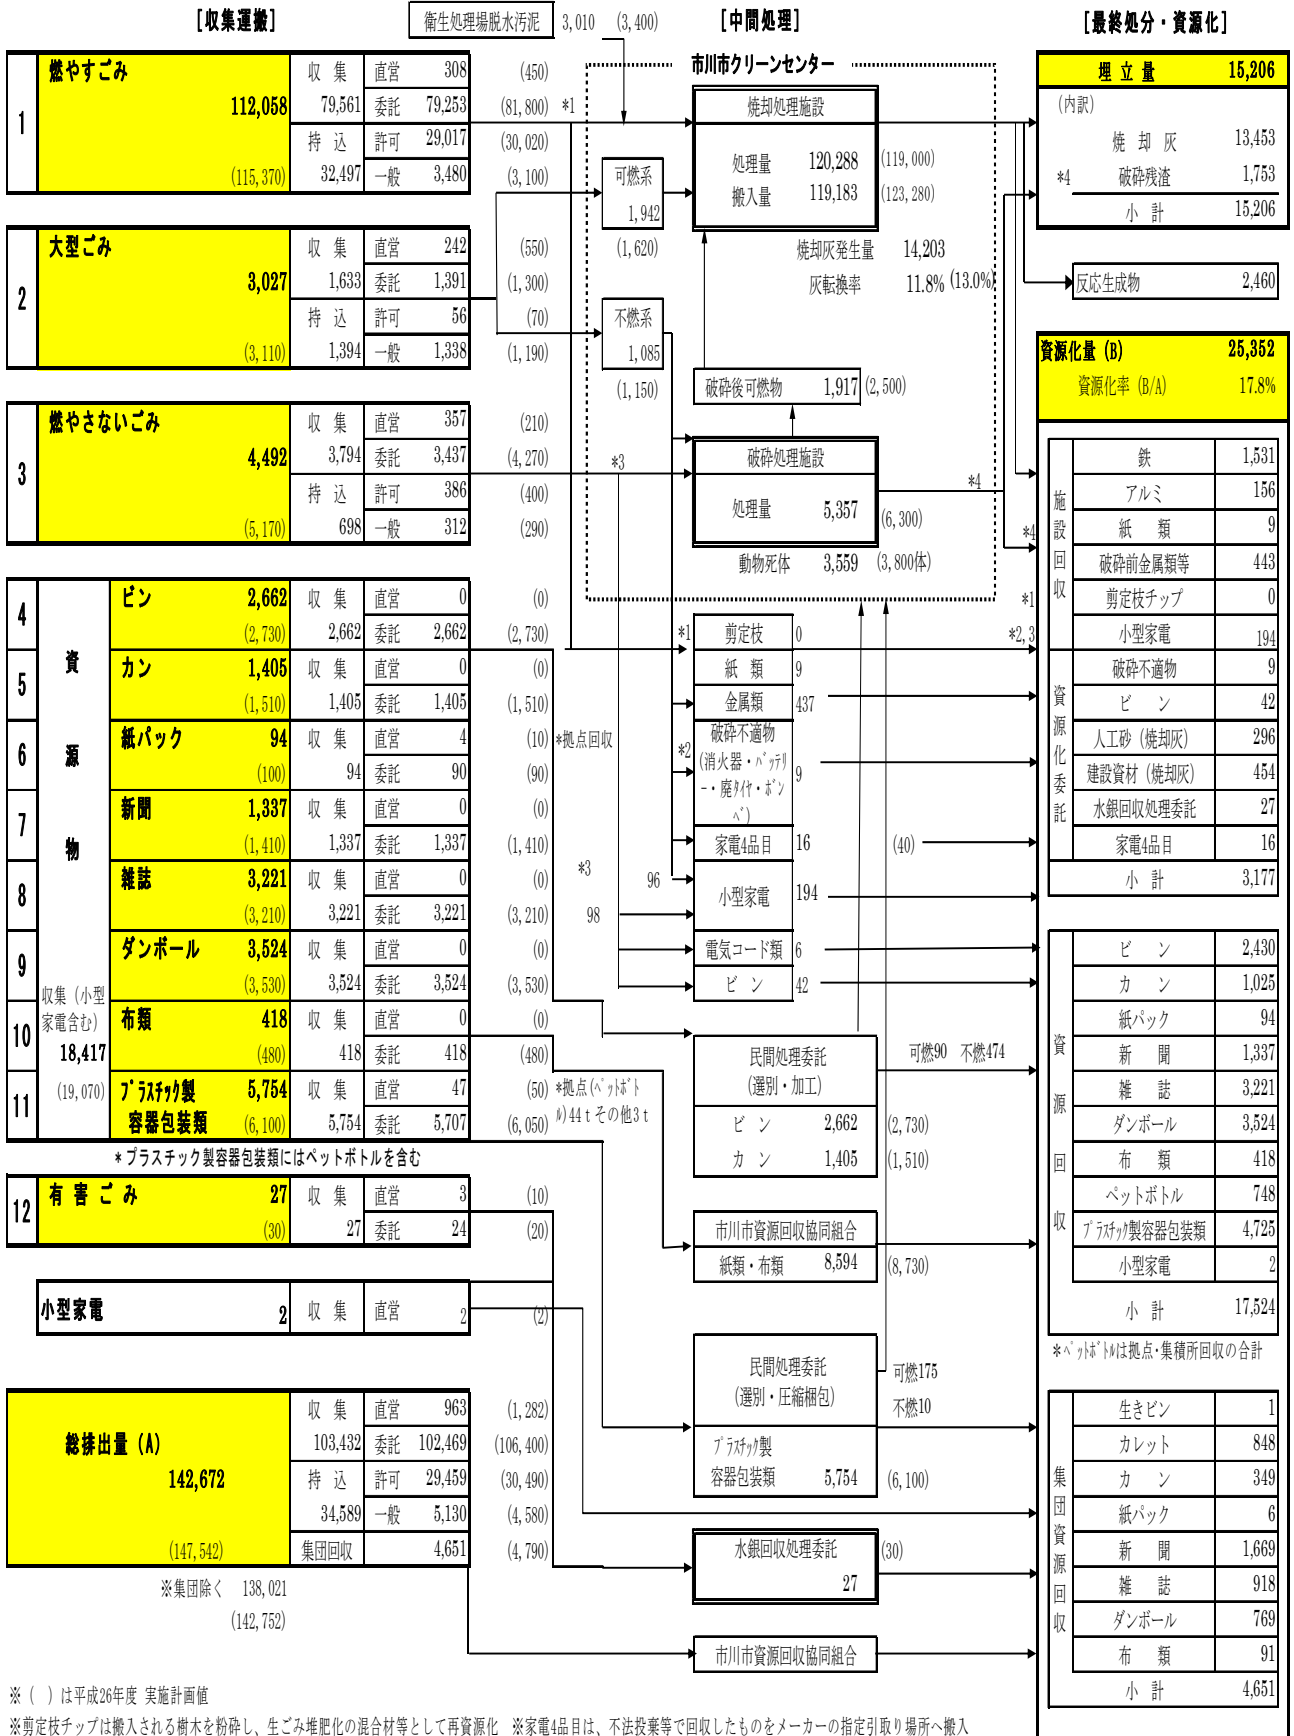 [収集運搬]
衛生処理場脱水汚泥 3,010 (3,400)
[中間処理]
[最終処分・資源化]
1 燃やすごみ 112,058 (115,370)
収 集 79,561 直営 308 (450)
委託 79,253 (81,800) *1
持 込 32,497 許可 29,017 (30,020)
一般 3,480 (3,100)
2 大型ごみ 3,027 (3,110)
収 集 1,633 直営 242 (550)
委託 1,391 (1,300)
持 込 1,394 許可 56 (70)
一般 1,338 (1,190)
3 燃やさないごみ 4,492 (5,170)
収 集 3,794 直営 357 (210)
委託 3,437 (4,270) *3
持 込 698 許可 386 (400)
一般 312 (290)
資源物
収集(小型家電含む)
18,417
(19,070)
4 ビン 2,662 (2,730)
収 集 2,662 直営 0 (0)
委託 2,662 (2,730)
5 カン 1,405 (1,510)
収 集 1,405 直営 0 (0)
委託 1,405 (1,510)
6 紙パック 94 (100)
収 集 94 直営 4 (10) *拠点回収
委託 90 (90)
7 新聞 1,337 (1,410)
収 集 1,337 直営 0 (0)
委託 1,337 (1,410)
8 雑誌 3,221 (3,210)
収 集 3,221 直営 0 (0)
委託 3,221 (3,210)
9 ダンボール 3,524 (3,530)
収 集 3,524 直営 0 (0)
委託 3,524 (3,530)
10 布類 418 (480)
収 集 418 直営 0 (0)
委託 418 (480)
11 プラスチック製容器包装類 5,754 (6,100)
収 集 5,754 直営 47 (50) *拠点(ペットボトル)44tその他3t
委託 5,707 (6,050)
*プラスチック製容器包装類にはペットボトルを含む
12 有害ごみ 27 (30)
収 集 27 直営 3 (10)
委託 24 (20)
小型家電 2 収 集 直営 2 (2)
総排出量(A) 142,672 (147,542)
収 集 103,432 直営 963 (1,282)
委託 102,469 (106,400)
持 込 34,589 許可 29,459 (30,490)
一般 5,130 (4,580)
集団回収 4,651 (4,790)
※集団除く 138,021
(142,752)
市川市クリーンセンター
可燃系
1,942
(1,620)
不燃系
1,085
(1,150)
焼却処理施設
処理量 120,288 (119,000)
搬入量 119,183 (123,280)
焼却灰発生量 14,203
灰転換率 11.8% (13.0%)
破砕後可燃物 1,917 (2,500)
破砕処理施設
処理量 5,357 (6,300)
*4
動物死体 3,559 (3,800体)
*1 剪定枝 0
紙 類 9
金属類 437
*2 破砕不適物(消火器・バッテリー・廃タイヤ・ボンベ) 9
家電4品目 16 (40)
*3
96
98
小型家電 194
電気コード類 6
ビ ン 42
民間処理委託
(選別・加工)
可燃90 不燃474
ビ ン 2,662 (2,730)
カ ン 1,405 (1,510)
市川市資源回収協同組合
紙類・布類 8,594 (8,730)
民間処理委託
(選別・圧縮梱包)
可燃175
不燃10
プラスチック製
容器包装類 5,754 (6,100)
水銀回収処理委託 (30)
27
市川市資源回収協同組合
埋立量 15,206
(内訳)
焼 却 灰 13,453
*4 破砕残渣 1,753
小 計 15,206
反応生成物 2,460
資源化量(B) 25,352
資源化率(B/A) 17.8%
施設回収
鉄 1,531
アルミ 156
紙 類 9
*4 破砕前金属類等 443
*1 剪定枝チップ 0
*2,3 小型家電 194
資源化委託
破砕不適物 9
ビ ン 42
人工砂(焼却灰) 296
建設資材(焼却灰) 454
水銀回収処理委託 27
家電4品目 16
小 計 3,177
資源回収
ビ ン 2,430
カ ン 1,025
紙パック 94
新 聞 1,337
雑 誌 3,221
ダンボール 3,524
布 類 418
ペットボトル 748
プラスチック製容器包装類 4,725
小型家電 2
小 計 17,524
*ペットボトルは拠点・集積所回収の合計
集団資源回収
生きビン 1
カレット 848
カ ン 349
紙パック 6
新 聞 1,669
雑 誌 918
ダンボール 769
布 類 91
小 計 4,651
※( )は平成26年度 実施計画値
※剪定枝チップは搬入される樹木を粉砕し、生ごみ堆肥化の混合材等として再資源化 ※家電4品目は、不法投棄等で回収したものをメーカーの指定引取り場所へ搬入